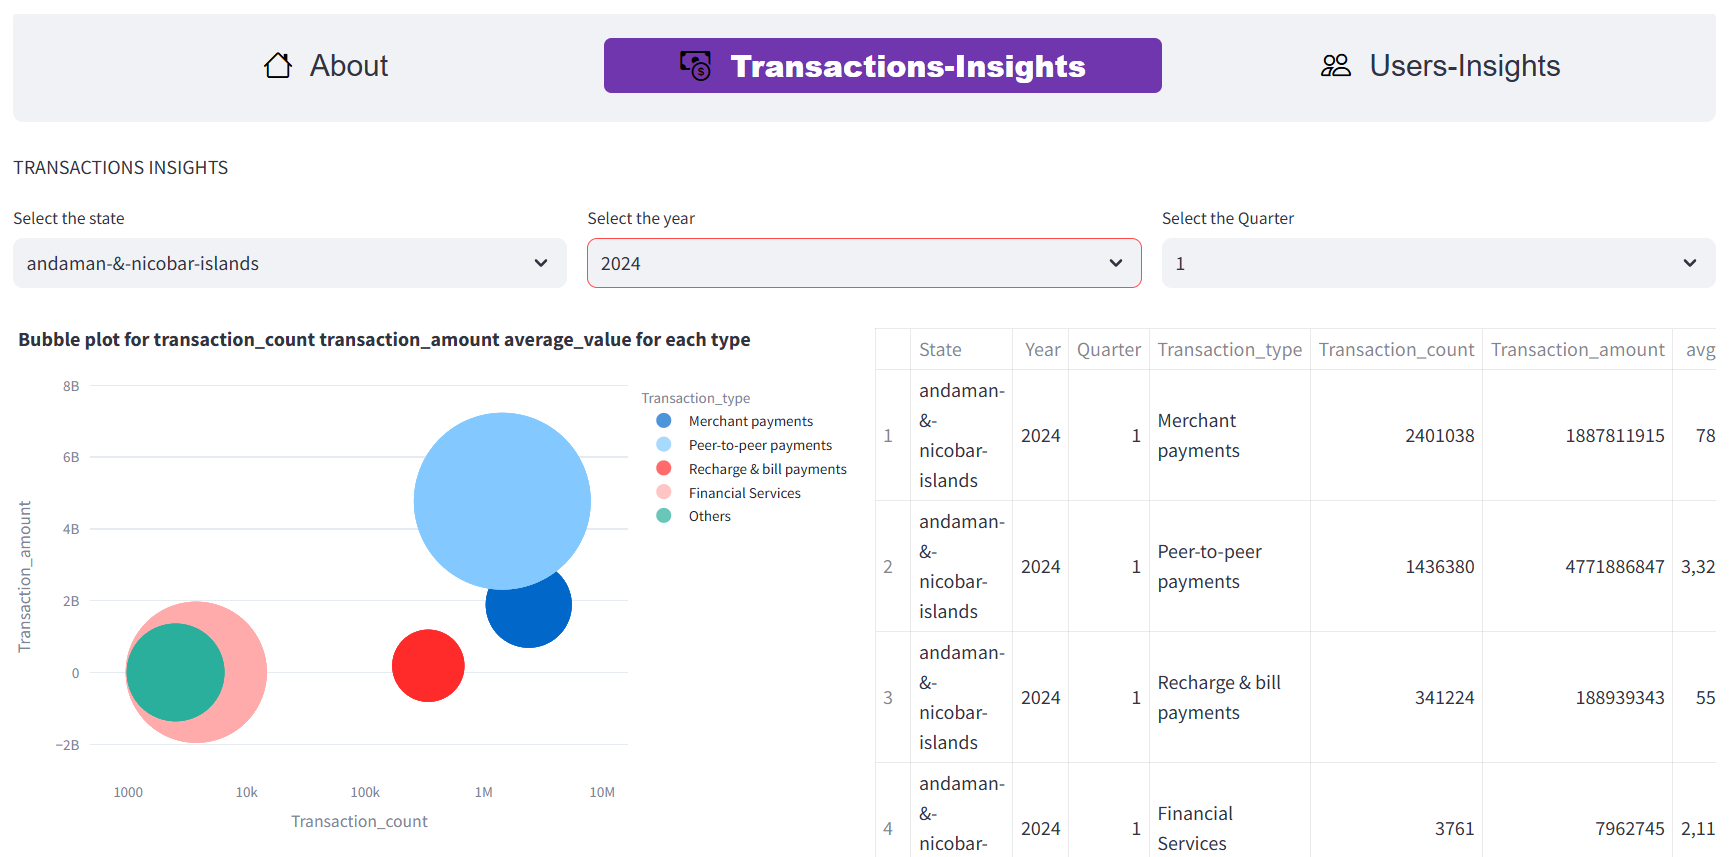 About
Transactions-Insights
Users-Insights
TRANSACTIONS INSIGHTS
Select the state
Select the year
Select the Quarter
andaman-&-nicobar-islands
2024
1
Bubble plot for transaction_count transaction_amount average_value for each type
8B
6B
4B
2B
0
−2B
Transaction_amount
1000
10k
100k
1M
10M
Transaction_count
Transaction_type
Merchant payments
Peer-to-peer payments
Recharge & bill payments
Financial Services
Others
State Year Quarter Transaction_type Transaction_count Transaction_amount avg
andaman-
&-
nicobar-
islands
1 2024 1 Merchant
payments
2401038 1887811915 78
andaman-
&-
nicobar-
islands
2 2024 1 Peer-to-peer
payments
1436380 4771886847 3,32
andaman-
&-
nicobar-
islands
3 2024 1 Recharge & bill
payments
341224 188939343 55
andaman-
&-
nicobar-
4 2024 1 Financial
Services
3761 7962745 2,11